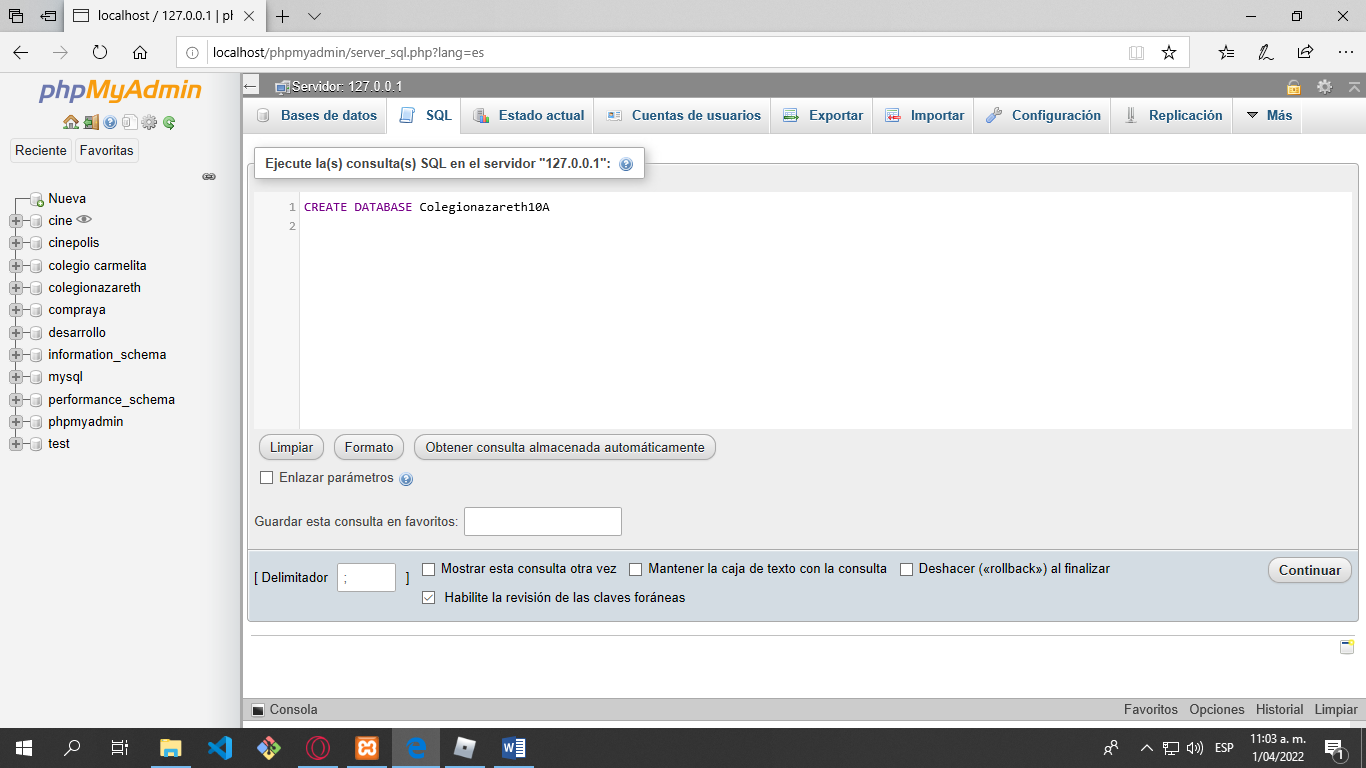 localhost / 127.0.0.1 | pl
localhost/phpmyadmin/server_sql.php?lang=es
phpMyAdmin
Reciente Favoritas
Nueva
cine
cinepolis
colegio carmelita
colegionazareth
compraya
desarrollo
information_schema
mysql
performance_schema
phpmyadmin
test
Servidor: 127.0.0.1
Bases de datos SQL Estado actual Cuentas de usuarios Exportar Importar Configuración Replicación Más
Ejecute la(s) consulta(s) SQL en el servidor "127.0.0.1":
1 CREATE DATABASE Colegionazareth10A
2
Limpiar Formato Obtener consulta almacenada automáticamente
Enlazar parámetros
Guardar esta consulta en favoritos:
[ Delimitador ; ] Mostrar esta consulta otra vez Mantener la caja de texto con la consulta Deshacer («rollback») al finalizar Continuar
Habilite la revisión de las claves foráneas
Consola Favoritos Opciones Historial Limpiar
ESP 11:03 a. m.
1/04/2022 1